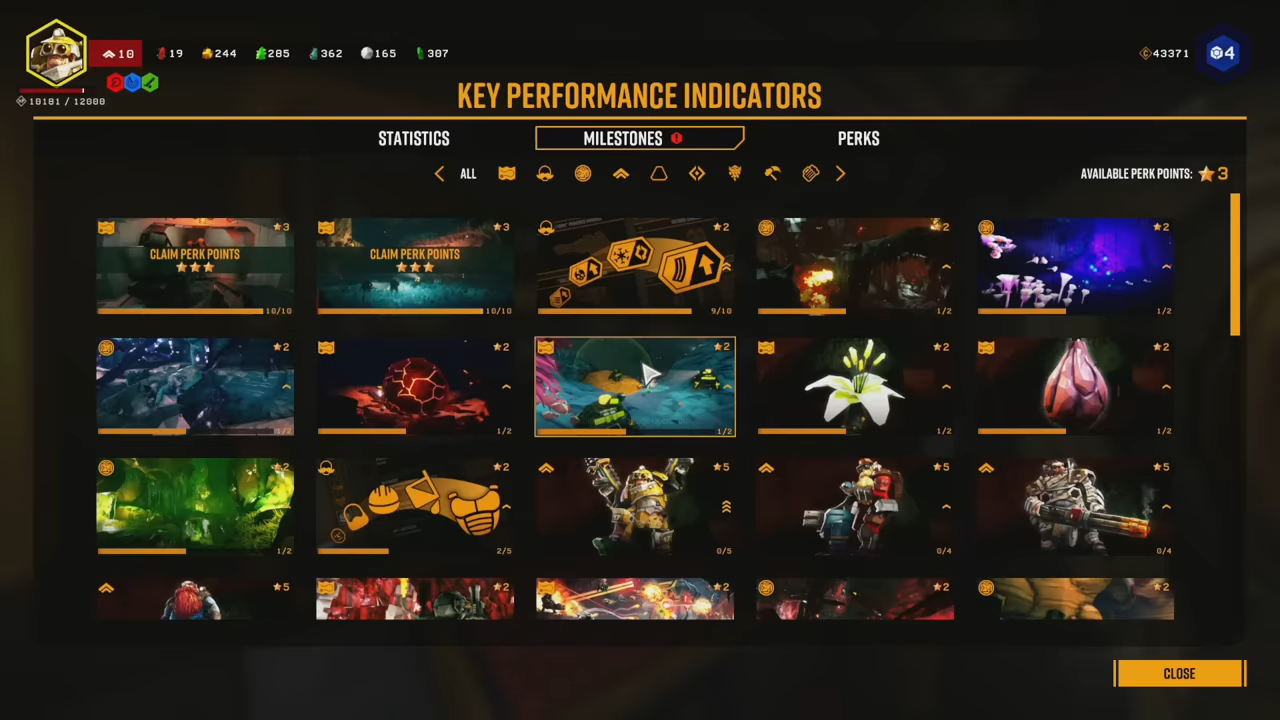 10 19 244 285 362 165 307 43371 4
10181 / 12000
KEY PERFORMANCE INDICATORS
STATISTICS MILESTONES PERKS
ALL AVAILABLE PERK POINTS: 3
3 3 2 2 2
CLAIM PERK POINTS CLAIM PERK POINTS
10/10 10/10 9/10 1/2 1/2
2 2 2 2 2
1/2 1/2 1/2 1/2 1/2
2 2 5 5 5
1/2 2/5 0/5 0/4 0/4
5 2 2 2 2
CLOSE